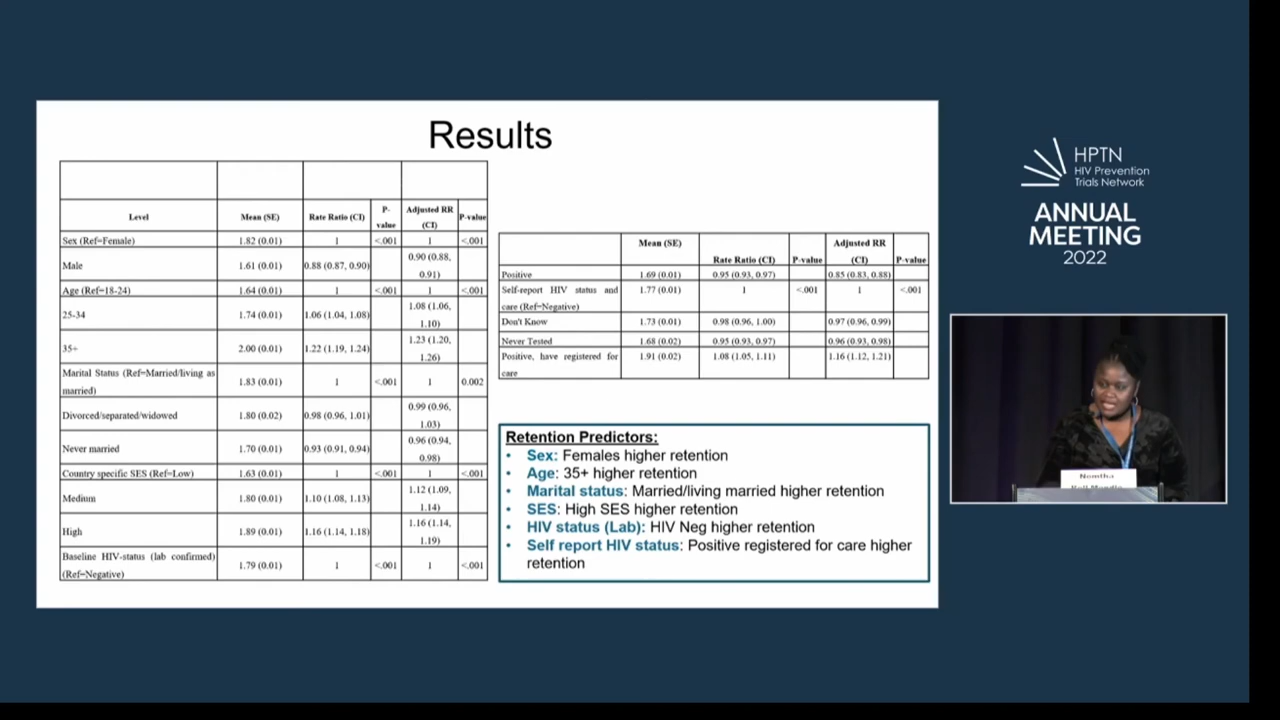 Results
Level Mean (SE) Rate Ratio (CI) P-value Adjusted RR (CI) P-value
Sex (Ref=Female) 1.82 (0.01) 1 <.001 1 <.001
Male 1.61 (0.01) 0.88 (0.87, 0.90) 0.90 (0.88, 0.91)
Age (Ref=18-24) 1.64 (0.01) 1 <.001 1 <.001
25-34 1.74 (0.01) 1.06 (1.04, 1.08) 1.08 (1.06, 1.10)
35+ 2.00 (0.01) 1.22 (1.19, 1.24) 1.23 (1.20, 1.26)
Marital Status (Ref=Married/living as married) 1.83 (0.01) 1 <.001 1 0.002
Divorced/separated/widowed 1.80 (0.02) 0.98 (0.96, 1.01) 0.99 (0.96, 1.03)
Never married 1.70 (0.01) 0.93 (0.91, 0.94) 0.96 (0.94, 0.98)
Country specific SES (Ref=Low) 1.63 (0.01) 1 <.001 1 <.001
Medium 1.80 (0.01) 1.10 (1.08, 1.13) 1.12 (1.09, 1.14)
High 1.89 (0.01) 1.16 (1.14, 1.18) 1.16 (1.14, 1.19)
Baseline HIV-status (lab confirmed) (Ref=Negative) 1.79 (0.01) 1 <.001 1 <.001
Mean (SE) Rate Ratio (CI) P-value Adjusted RR (CI) P-value
Positive 1.69 (0.01) 0.95 (0.93, 0.97) 0.85 (0.83, 0.88)
Self-report HIV status and care (Ref=Negative) 1.77 (0.01) 1 <.001 1 <.001
Don't Know 1.73 (0.01) 0.98 (0.96, 1.00) 0.97 (0.96, 0.99)
Never Tested 1.68 (0.02) 0.95 (0.93, 0.97) 0.96 (0.93, 0.98)
Positive, have registered for care 1.91 (0.02) 1.08 (1.05, 1.11) 1.16 (1.12, 1.21)
Retention Predictors:
• Sex: Females higher retention
• Age: 35+ higher retention
• Marital status: Married/living married higher retention
• SES: High SES higher retention
• HIV status (Lab): HIV Neg higher retention
• Self report HIV status: Positive registered for care higher
retention
HPTN
HIV Prevention
Trials Network
ANNUAL
MEETING
2022